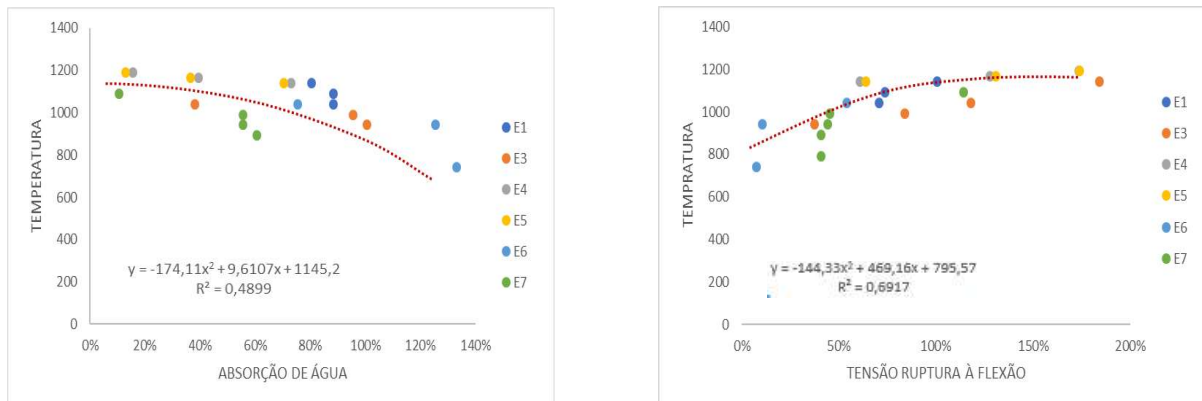 1400
1200
1000
800
600
400
200
0
TEMPERATURA
y = -174,11x² + 9,6107x + 1145,2
R² = 0,4899
0% 20% 40% 60% 80% 100% 120% 140%
ABSORÇÃO DE ÁGUA
E1
E3
E4
E5
E6
E7
1400
1200
1000
800
600
400
200
0
TEMPRATURA
y = -144,33x² + 469,16x + 795,57
R² = 0,6917
0% 50% 100% 150% 200%
TENSÃO RUPTURA À FLEXÃO
E1
E3
E4
E5
E6
E7